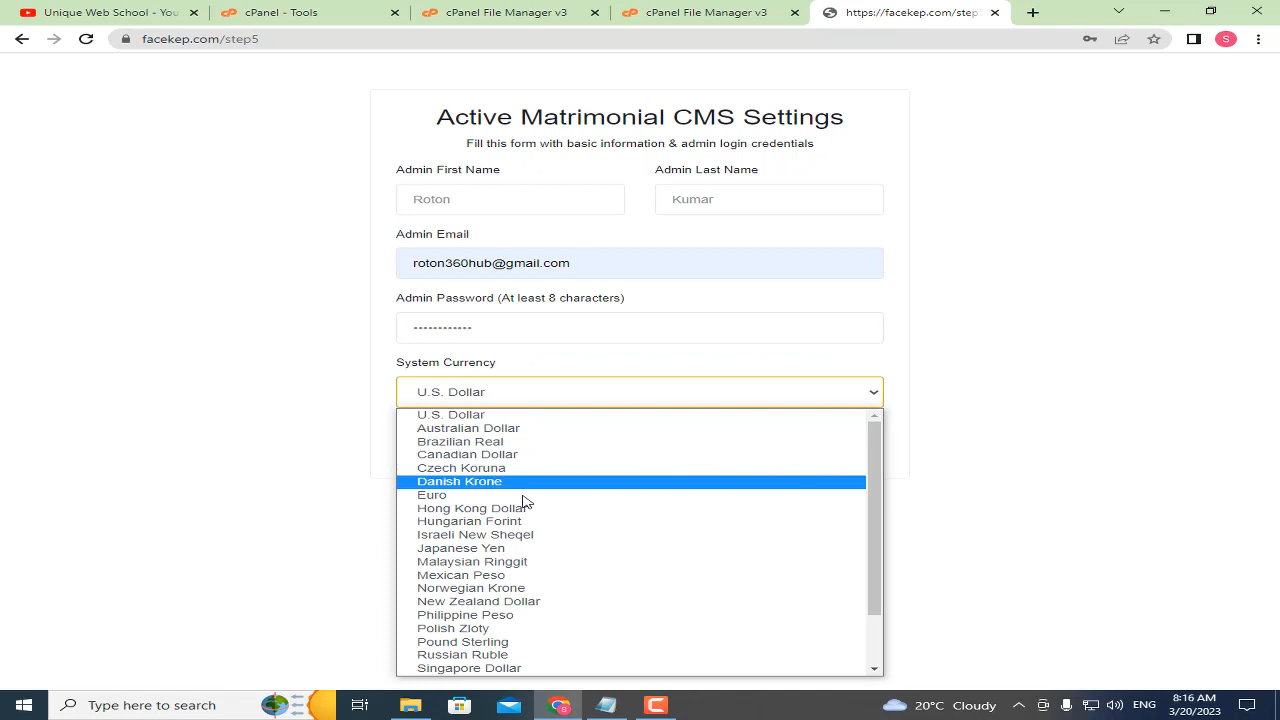 Unique Web School - You
cPanel - Tools
cPanel File Manager v3
cPanel File Manager v3
https://facekep.com/step
facekep.com/step5
S
Active Matrimonial CMS Settings
Fill this form with basic information & admin login credentials
Admin First Name
Admin Last Name
Roton
Kumar
Admin Email
roton360hub@gmail.com
Admin Password (At least 8 characters)
------------
System Currency
U.S. Dollar
U.S. Dollar
Australian Dollar
Brazilian Real
Canadian Dollar
Czech Koruna
Danish Krone
Euro
Hong Kong Dollar
Hungarian Forint
Israeli New Sheqel
Japanese Yen
Malaysian Ringgit
Mexican Peso
Norwegian Krone
New Zealand Dollar
Philippine Peso
Polish Zloty
Pound Sterling
Russian Ruble
Singapore Dollar
Type here to search
20°C Cloudy
8:16 AM
3/20/2023